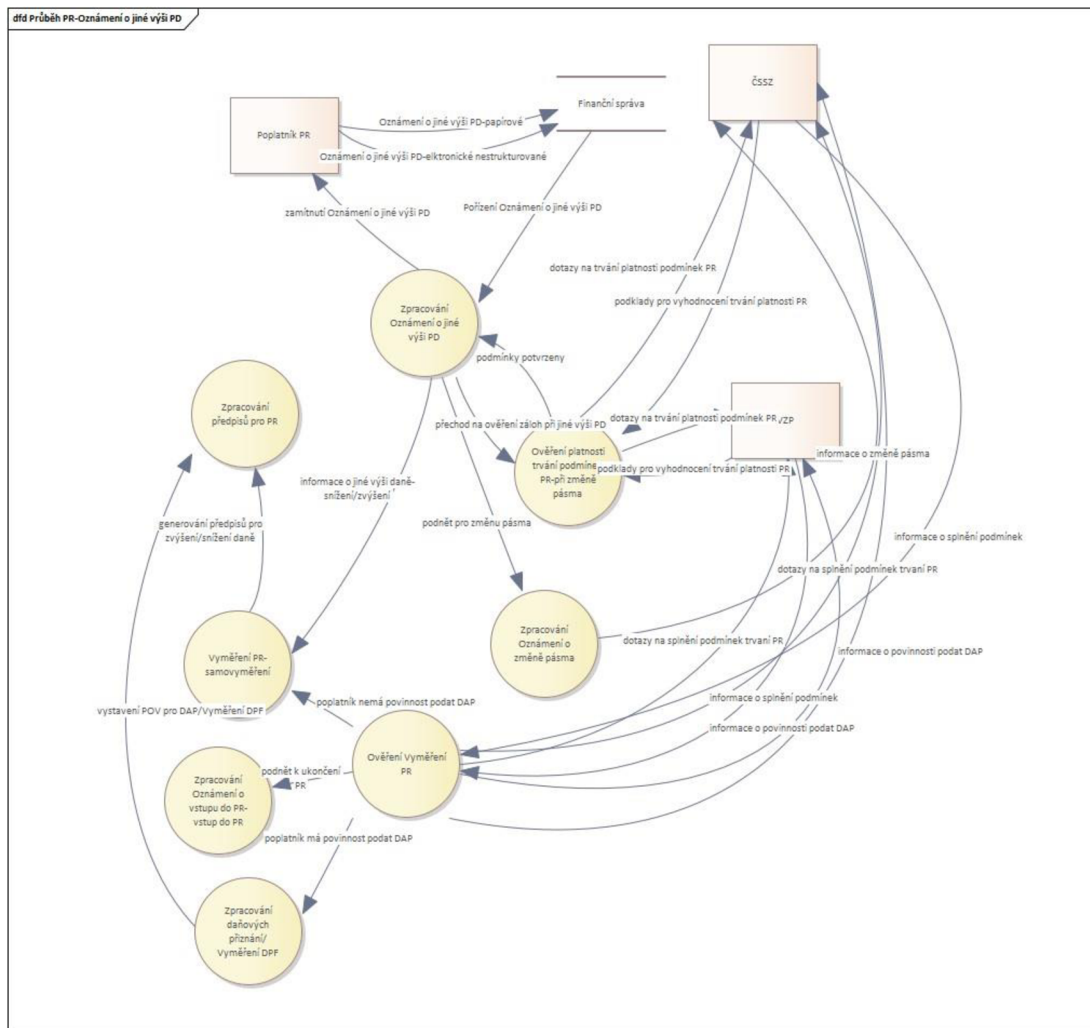 dfd Průběh PR-Oznámení o jiné výši PD
ČSSZ
Finanční správa
Poplatník PR
Oznámení o jiné výši PD-papírové
Oznámení o jiné výši PD-elktronické nestrukturované
zamítnutí Oznámení o jiné výši PD
Pořízení Oznámení o jiné výši PD
dotazy na trvání platnosti podmínek PR
podklady pro vyhodnocení trvání platnosti PR
Zpracování
Oznámení o jiné
výši PD
podmínky potvrzeny
Zpracování
předpisů pro PR
přechod na ověření záloh při jiné výši PD
dotazy na trvání platnosti podmínek PR
VZP
Ověření platnosti
trvání podmíne
PR-při změně
pásma
podklady pro vyhodnocení trvání platnosti PR
informace o změně pásma
informace o jiné výši daně-
snížení/zvýšení
generování předpisů pro
zvýšení/snížení daně
podnět pro změnu pásma
informace o splnění podmínek
dotazy na splnění podmínek trvaní PR
Zpracování
Oznámení o
změně pásma
dotazy na splnění podmínek trvaní PR
informace o povinnosti podat DAP
Vyměření PR-
samovyměření
poplatník nemá povinnost podat DAP
vystavení POV pro DAP/Vyměření DPF
informace o splnění podmínek
informace o povinnosti podat DAP
Ověření Vyměření
PR
podnět k ukončení
PR
Zpracování
Oznámení o
vstupu do PR-
vstup do PR
poplatník má povinnost podat DAP
Zpracování
daňových
přiznání/
Vyměření DPF